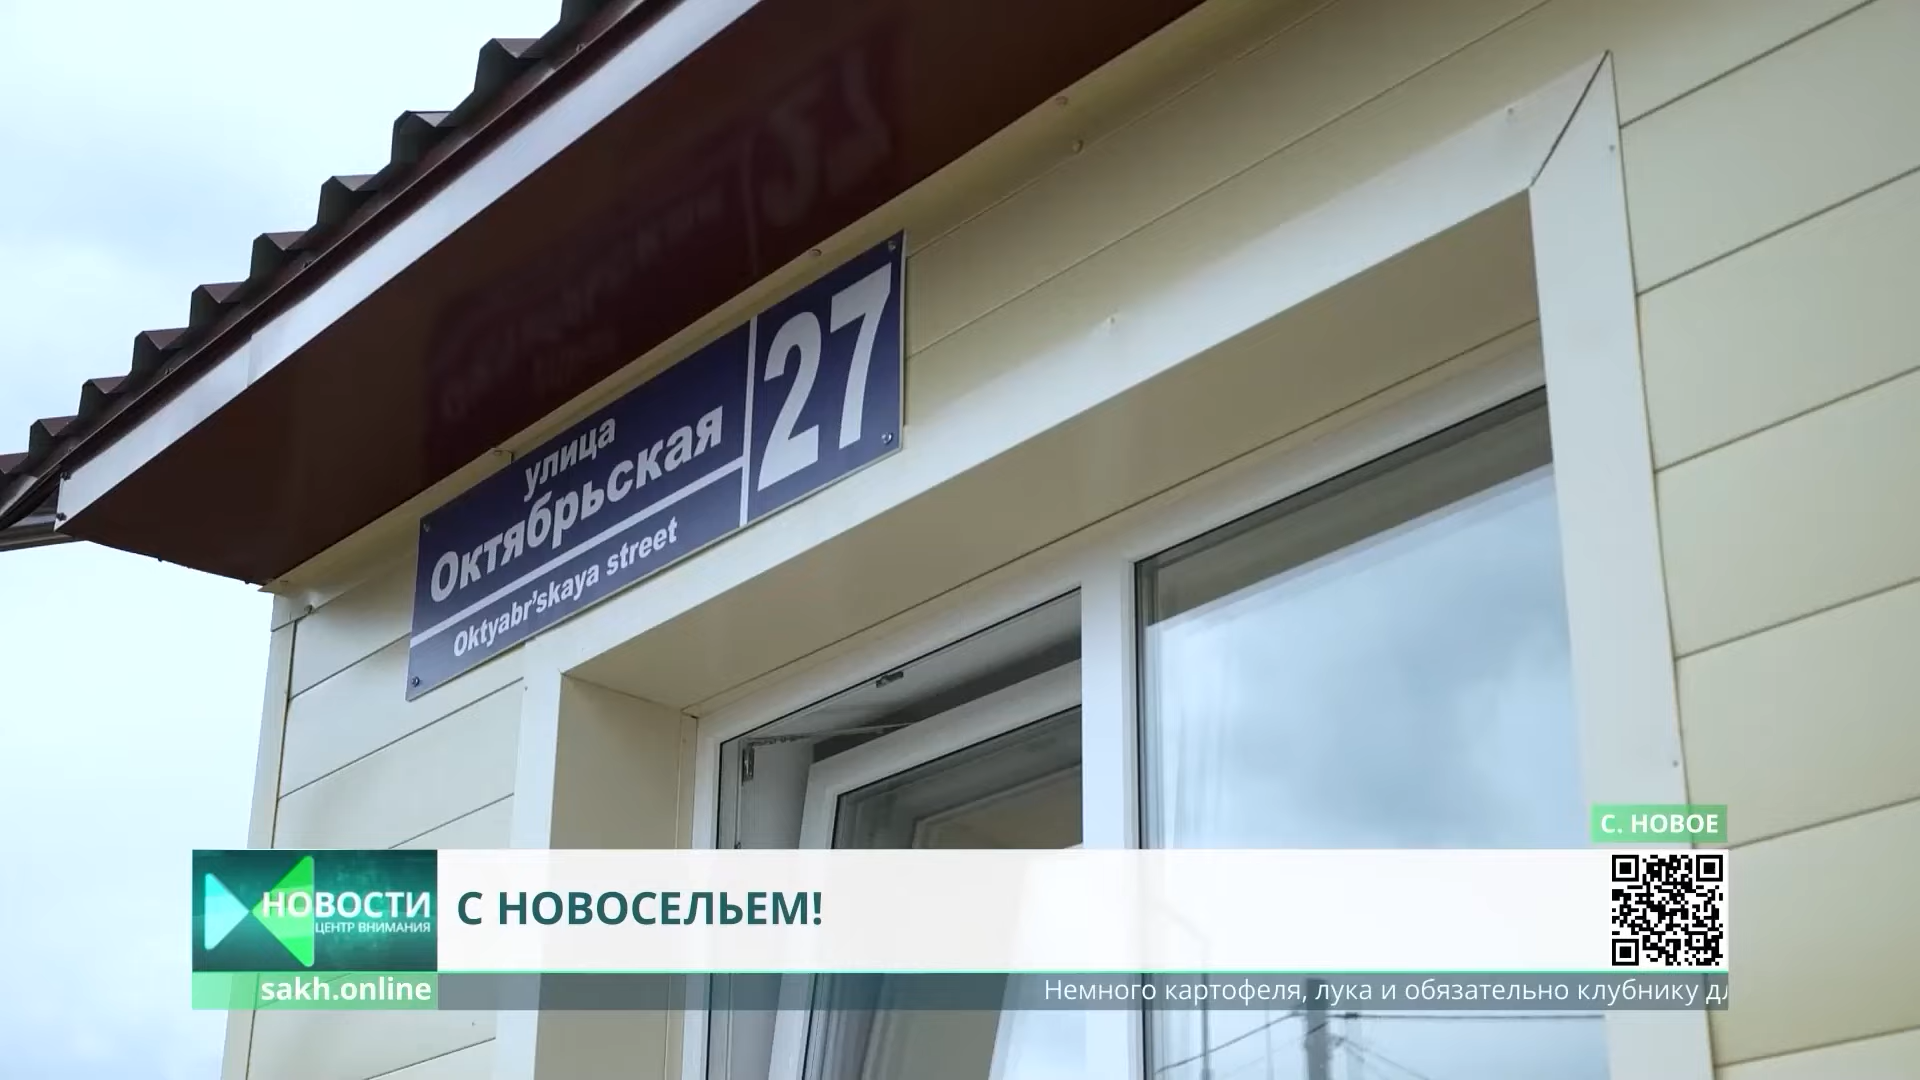 улица
Октябрьская
Oktyabr'skaya street
27
С. НОВОЕ
НОВОСТИ
ЦЕНТР ВНИМАНИЯ
С НОВОСЕЛЬЕМ!
sakh.online
Немного картофеля, лука и обязательно клубнику